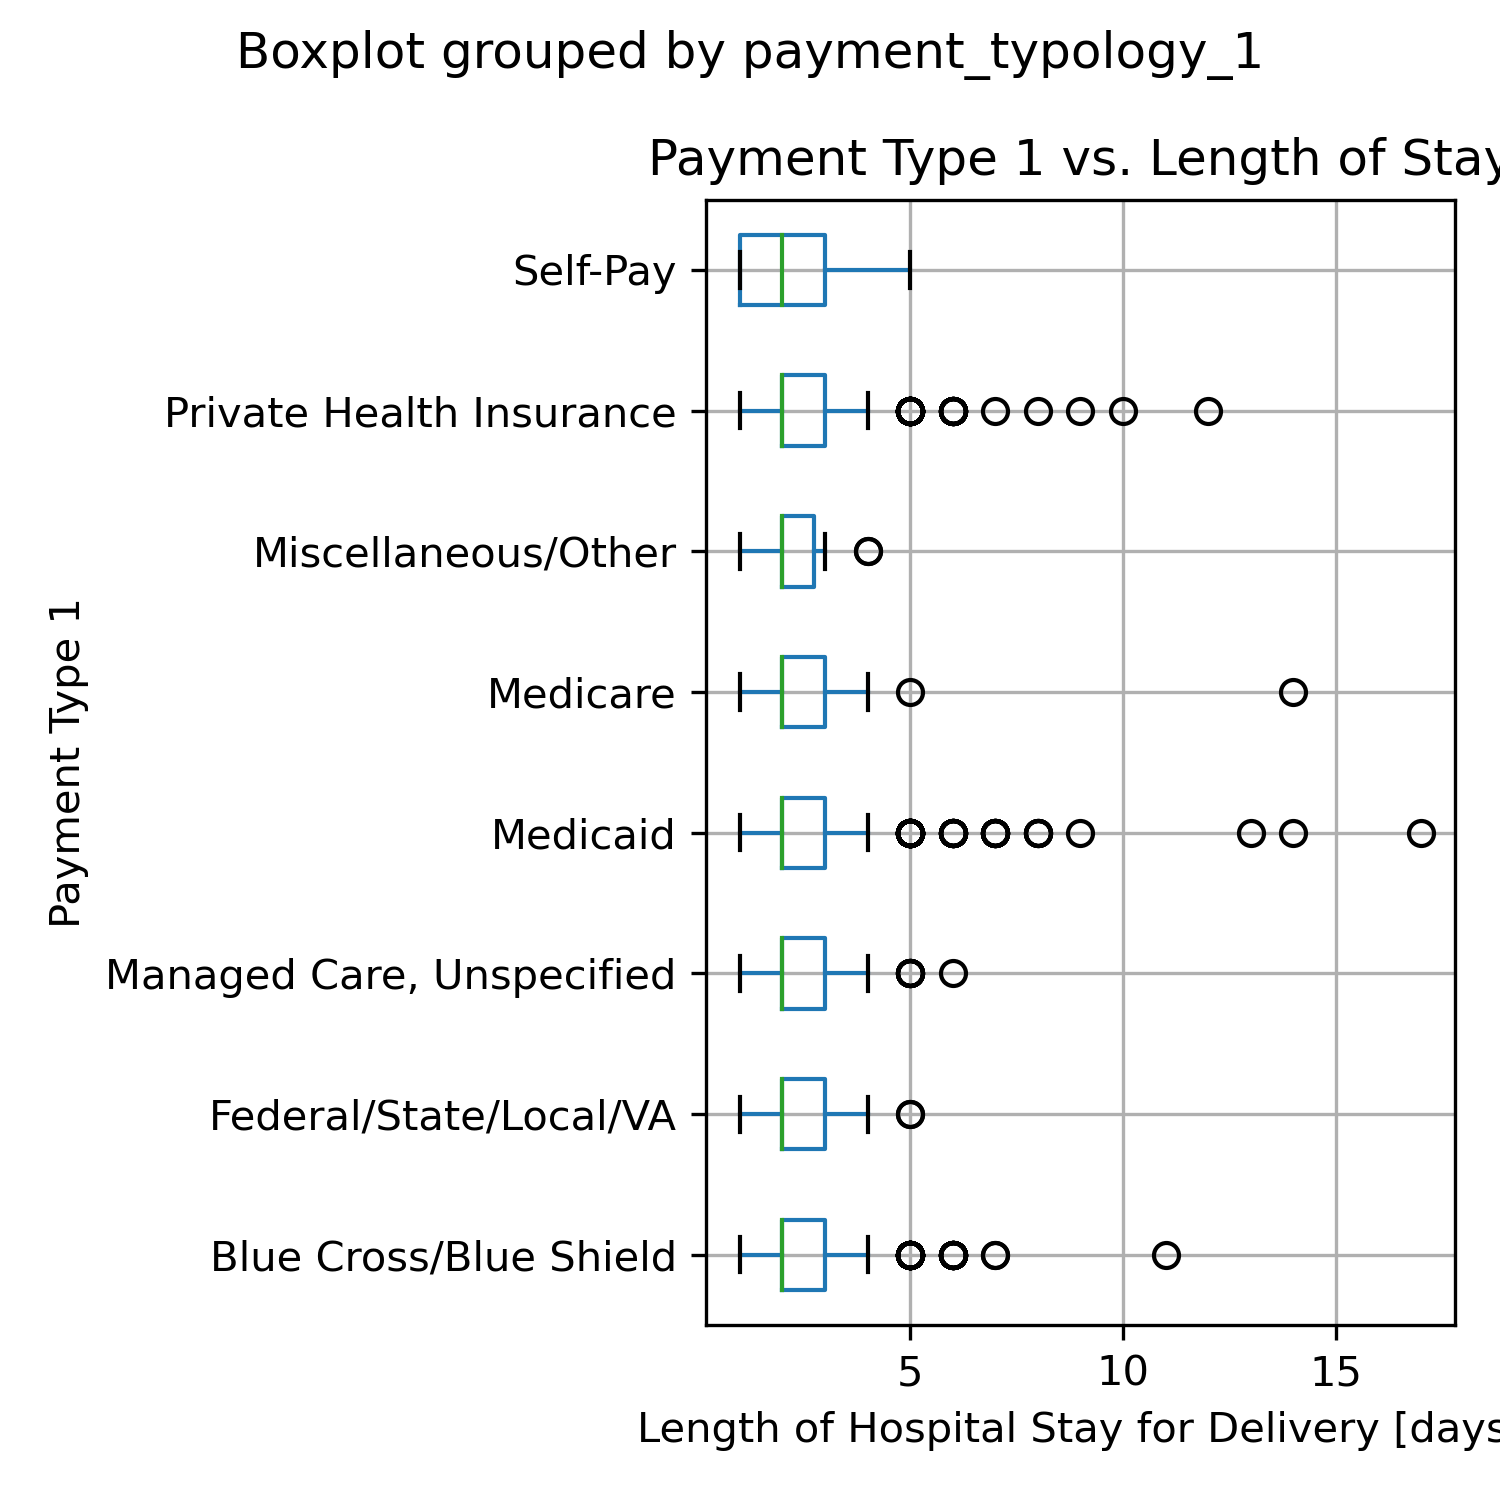 Boxplot grouped by payment_typology_1
Payment Type 1 vs. Length of Stay
Self-Pay
Private Health Insurance
Miscellaneous/Other
Medicare
Medicaid
Managed Care, Unspecified
Federal/State/Local/VA
Blue Cross/Blue Shield
Payment Type 1
5 10 15
Length of Hospital Stay for Delivery [days